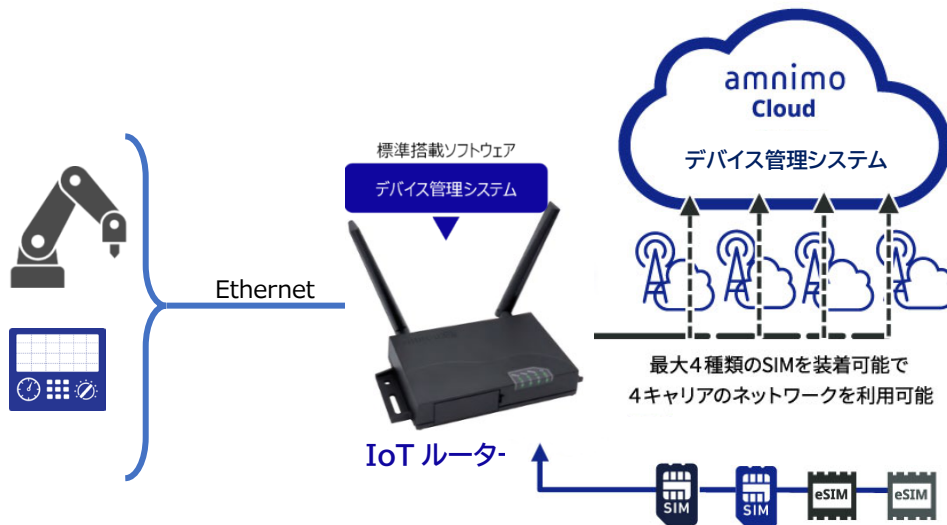 amnimo
Cloud
デバイス管理システム
標準搭載ソフトウェア
デバイス管理システム
Ethernet
最大4種類のSIMを装着可能で
4キャリアのネットワークを利用可能
IoT ルーター
SIM
SIM
eSIM
eSIM